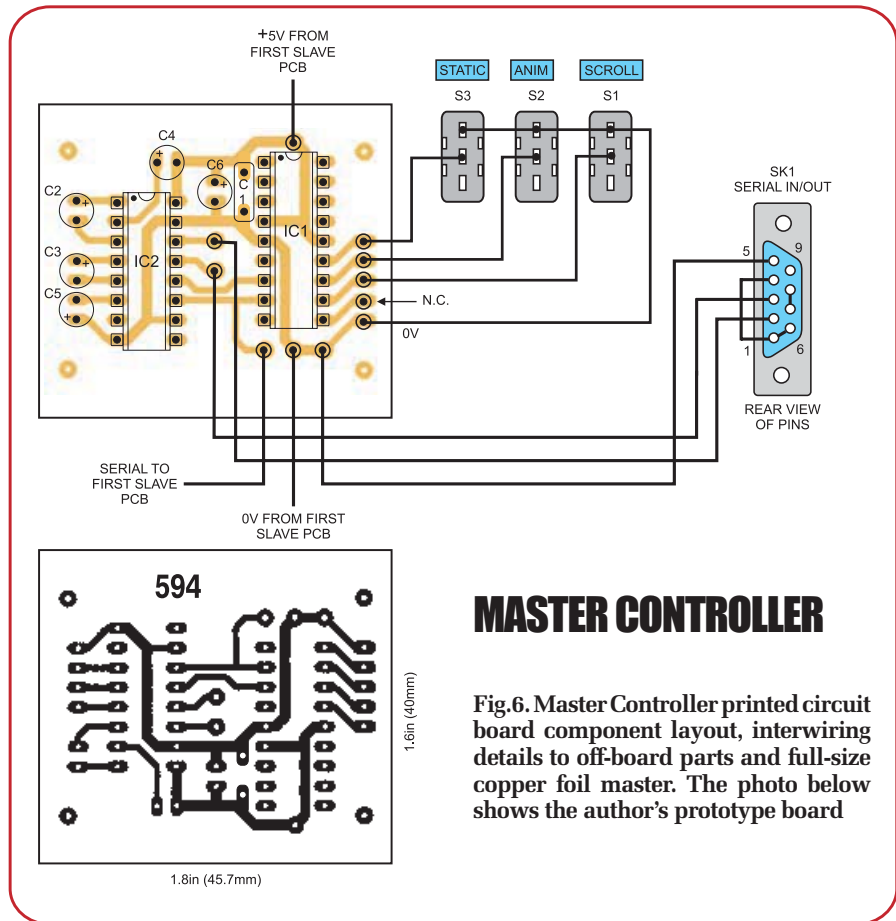 +5V FROM
FIRST SLAVE
PCB
STATIC
ANIM
SCROLL
S3
S2
S1
C4
C6
C
1
C2
IC1
IC2
C3
C5
N.C.
0V
SK1
SERIAL IN/OUT
5
9
1
6
REAR VIEW
OF PINS
SERIAL TO
FIRST SLAVE
PCB
0V FROM FIRST
SLAVE PCB
594
1.6in (40mm)
1.8in (45.7mm)
MASTER CONTROLLER
Fig.6. Master Controller printed circuit
board component layout, interwiring
details to off-board parts and full-size
copper foil master. The photo below
shows the author's prototype board